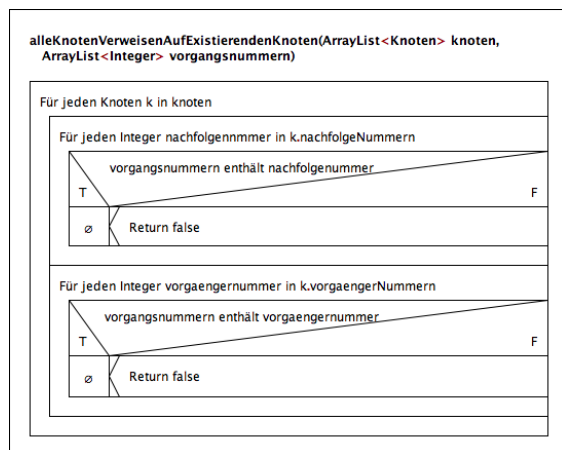 alleKnotenVerweisenAufExistierendenKnoten(ArrayList<Knoten> knoten,
ArrayList<Integer> vorgangsnummern)
Für jeden Knoten k in knoten
Für jeden Integer nachfolgennmmer in k.nachfolgeNummern
vorgangsnummern enthält nachfolgenummer
T
F
ø
Return false
Für jeden Integer vorgaengernummer in k.vorgaengerNummern
vorgangsnummern enthält vorgaengernummer
T
F
ø
Return false